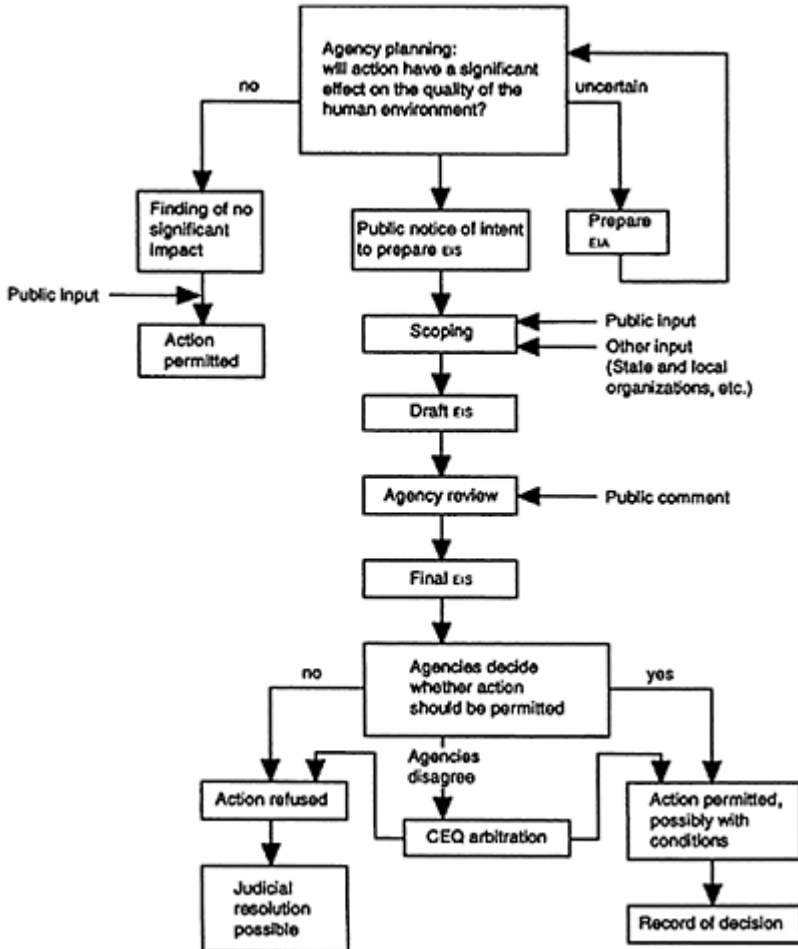 Agency planning:
will action have a significant
effect on the quality of the
human environment?
no
uncertain
Finding of no
significant
impact
Public notice of intent
to prepare EIS
Prepare
EIA
Public input
Action
permitted
Scoping
Public input
Other input
(State and local
organizations, etc.)
Draft EIS
Agency review
Public comment
Final EIS
Agencies decide
whether action
should be permitted
no
yes
Agencies
disagree
Action refused
CEQ arbitration
Action permitted,
possibly with
conditions
Judicial
resolution
possible
Record of decision